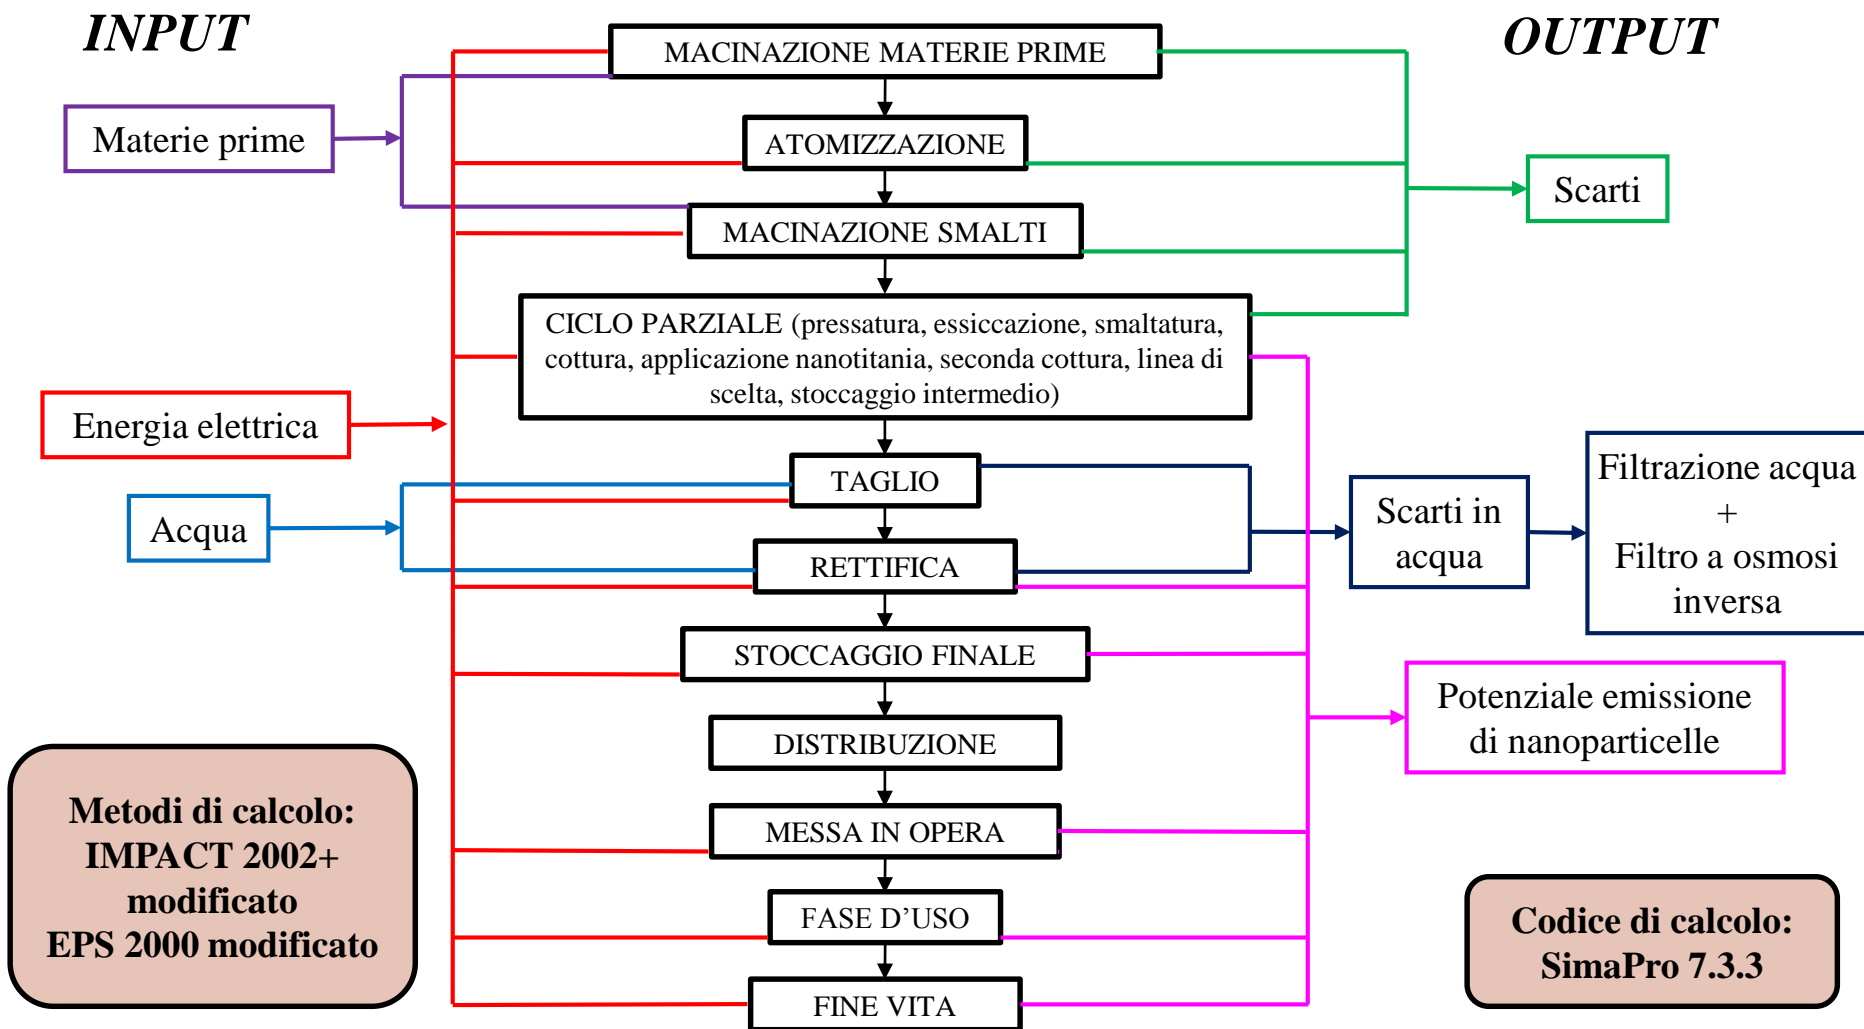 INPUT
OUTPUT
MACINAZIONE MATERIE PRIME
Materie prime
ATOMIZZAZIONE
Scarti
MACINAZIONE SMALTI
CICLO PARZIALE (pressatura, essiccazione, smaltatura,
cottura, applicazione nanotitania, seconda cottura, linea di
scelta, stoccaggio intermedio)
Energia elettrica
TAGLIO
Acqua
Scarti in
acqua
Filtrazione acqua
+
Filtro a osmosi
inversa
RETTIFICA
STOCCAGGIO FINALE
Potenziale emissione
di nanoparticelle
DISTRIBUZIONE
MESSA IN OPERA
FASE D’USO
FINE VITA
Metodi di calcolo:
IMPACT 2002+
modificato
EPS 2000 modificato
Codice di calcolo:
SimaPro 7.3.3